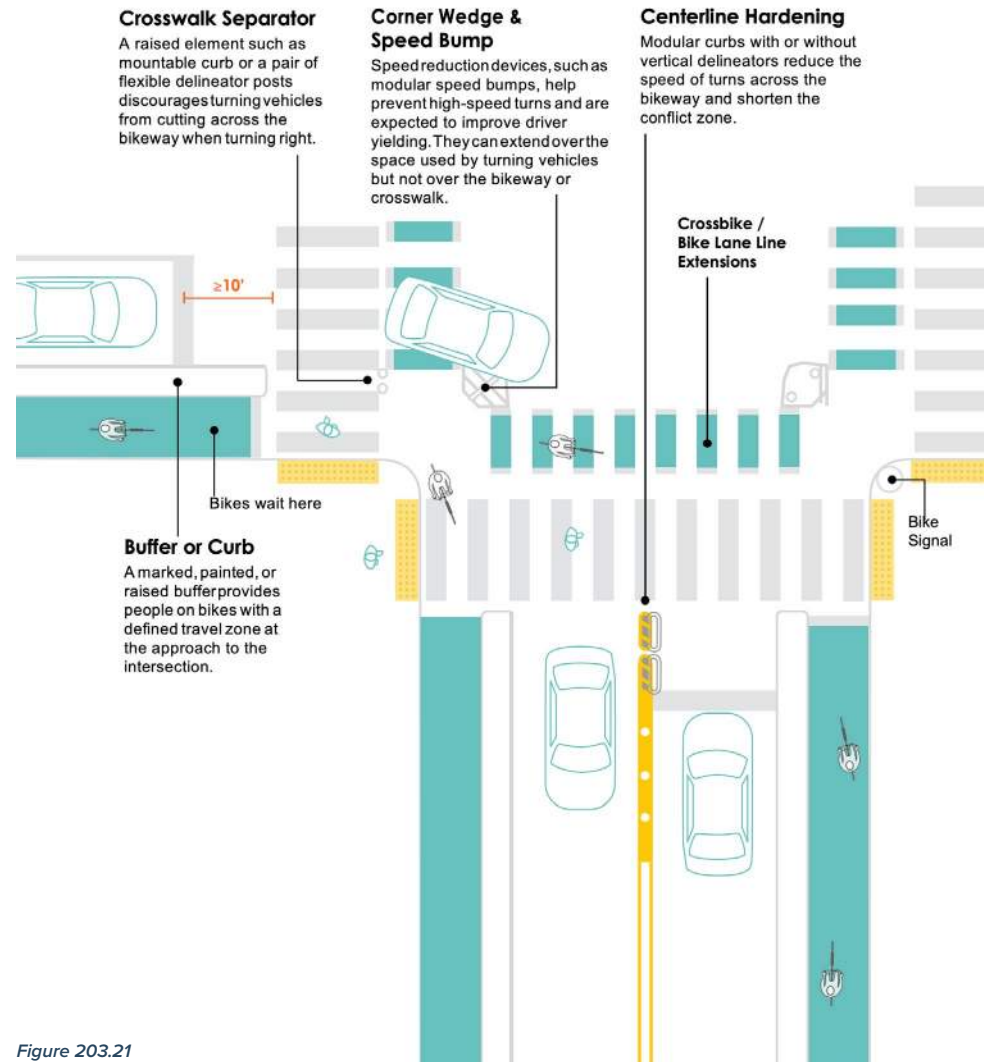 Crosswalk Separator
A raised element such as
mountable curb or a pair of
flexible delineator posts
discourages turning vehicles
from cutting across the
bikeway when turning right.
Corner Wedge &
Speed Bump
Speed reduction devices, such as
modular speed bumps, help
prevent high-speed turns and are
expected to improve driver
yielding. They can extend over the
space used by turning vehicles
but not over the bikeway or
crosswalk.
Centerline Hardening
Modular curbs with or without
vertical delineators reduce the
speed of turns across the
bikeway and shorten the
conflict zone.
Crossbike /
Bike Lane Line
Extensions
≥10'
Bikes wait here
Buffer or Curb
A marked, painted, or
raised buffer provides
people on bikes with a
defined travel zone at
the approach to the
intersection.
Bike
Signal
Figure 203.21